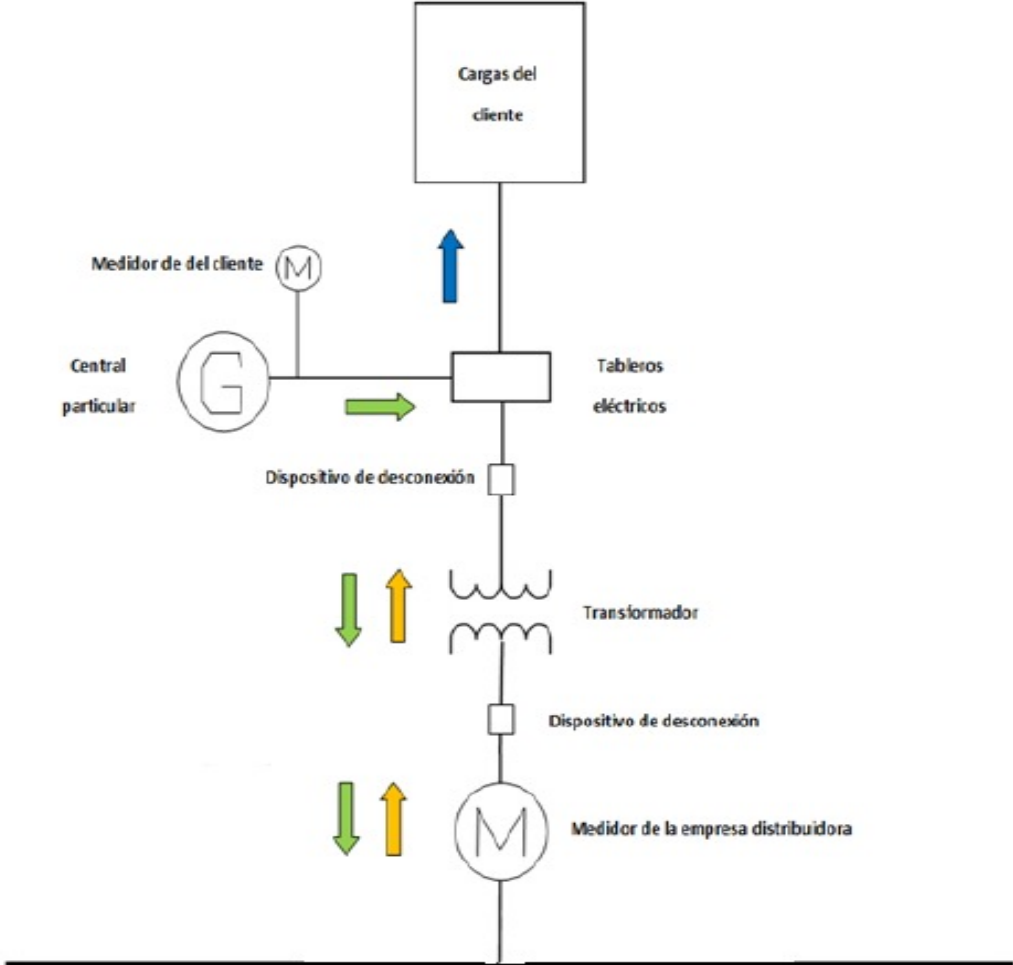 Cargas del
cliente
Medidor de del cliente
M
Central
particular
G
Tableros
eléctricos
Dispositivo de desconexión
Transformador
Dispositivo de desconexión
M
Medidor de la empresa distribuidora